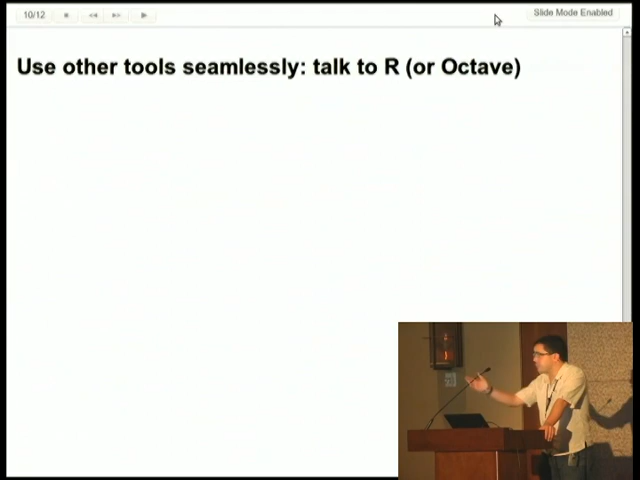 10/12
Slide Mode Enabled
Use other tools seamlessly: talk to R (or Octave)